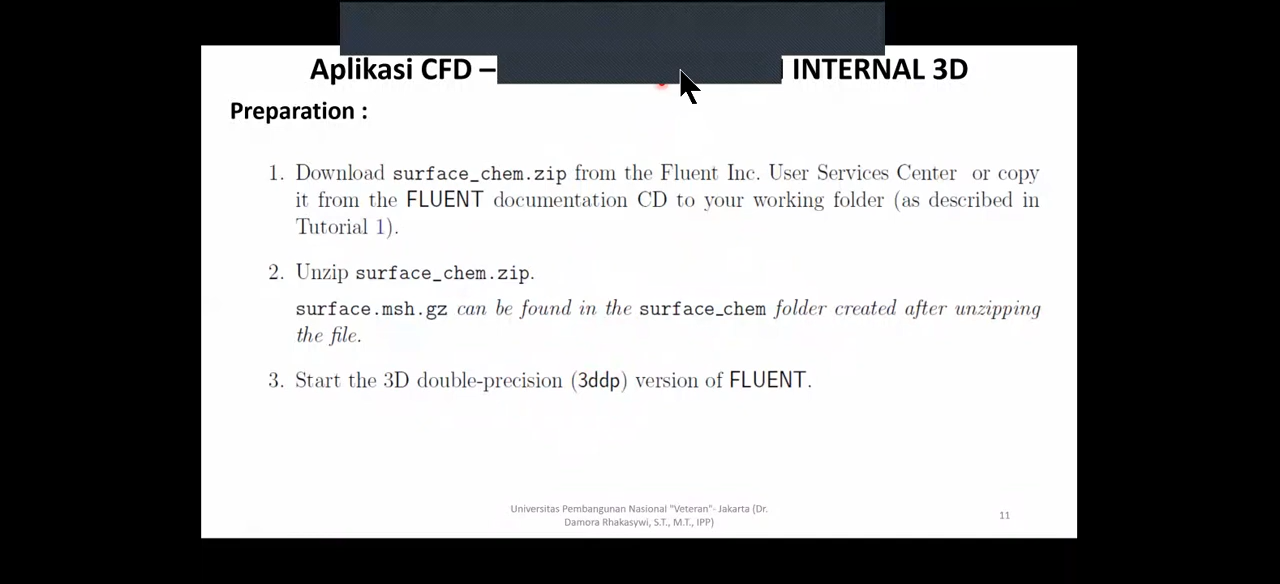 Aplikasi CFD – INTERNAL 3D
Preparation :
1. Download surface_chem.zip from the Fluent Inc. User Services Center or copy
it from the FLUENT documentation CD to your working folder (as described in
Tutorial 1).
2. Unzip surface_chem.zip.
surface.msh.gz can be found in the surface_chem folder created after unzipping
the file.
3. Start the 3D double-precision (3ddp) version of FLUENT.
Universitas Pembangunan Nasional "Veteran"- Jakarta (Dr.
Damora Rhakasywi, S.T., M.T., IPP)
11